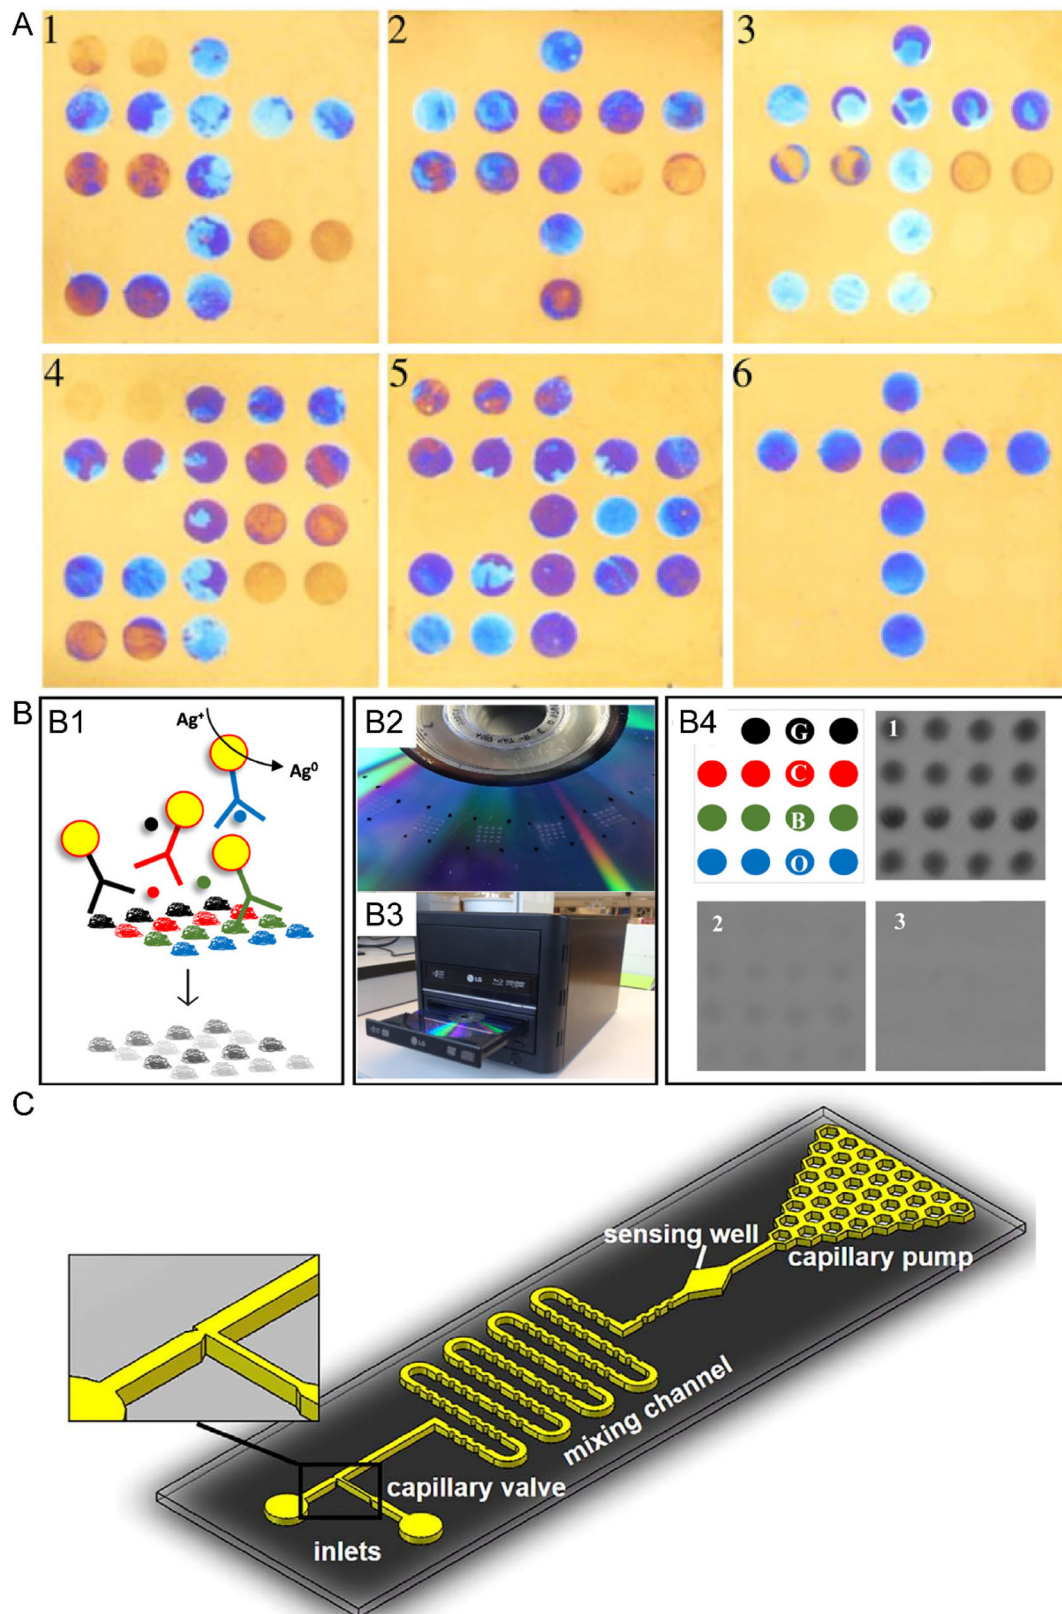 A
1
2
3
4
5
6
B
B1
Ag⁺
Ag⁰
B2
B3
LG
LG
B4
G
C
B
O
1
2
3
C
sensing well
capillary pump
mixing channel
capillary valve
inlets